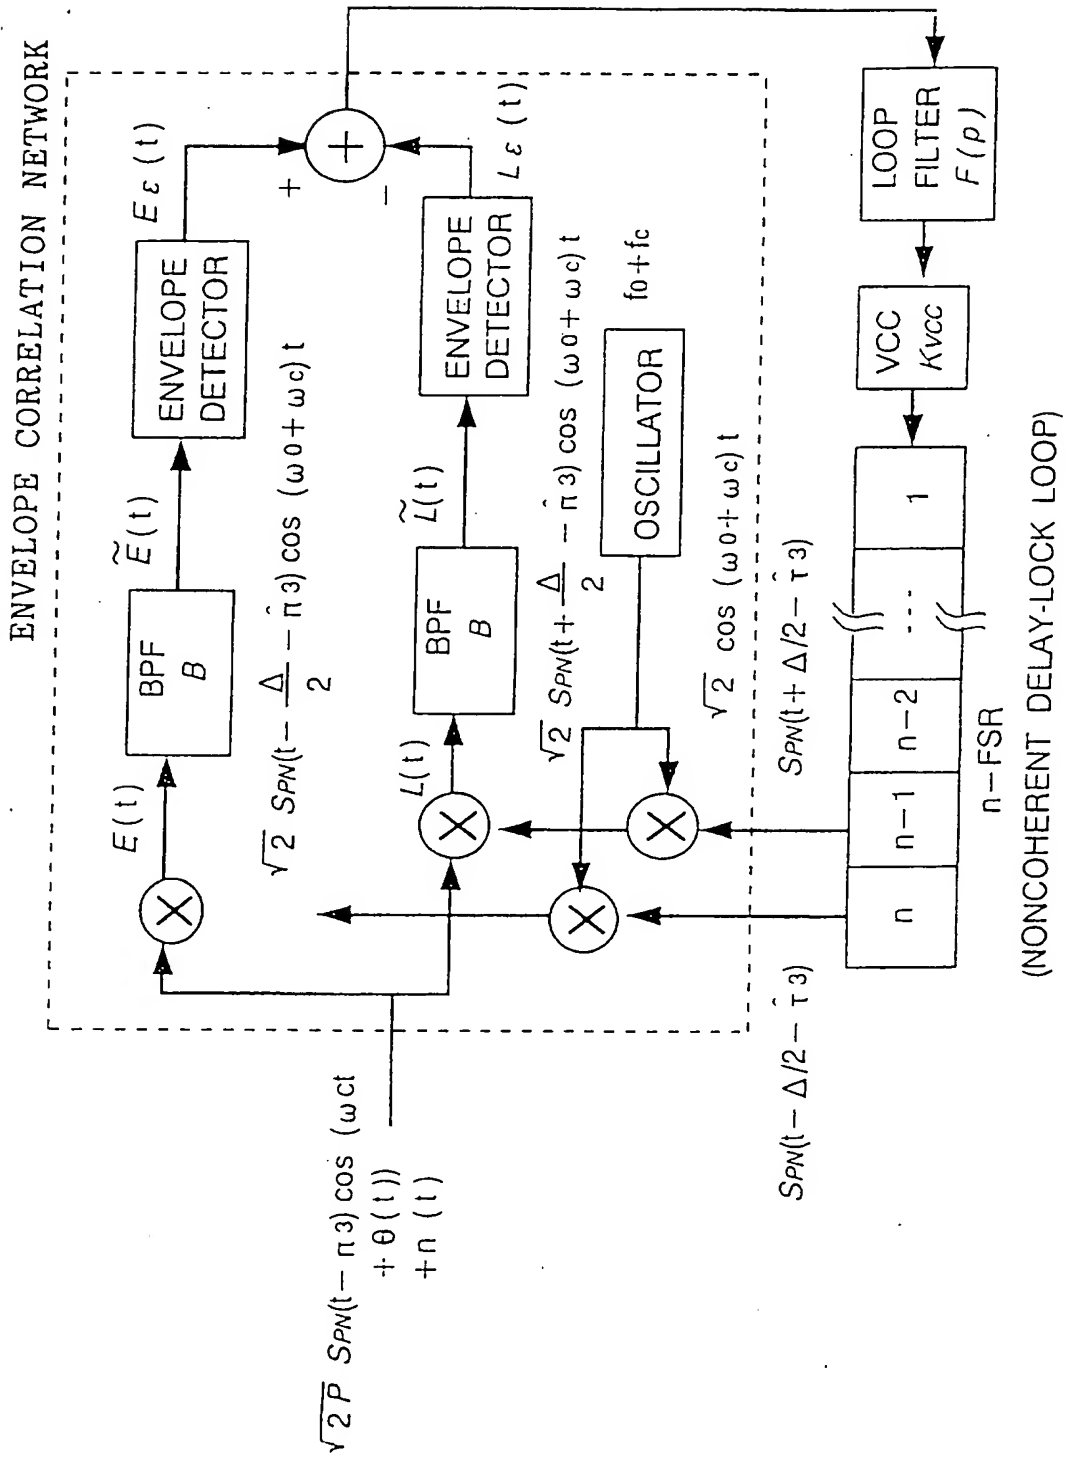 ENVELOPE CORRELATION NETWORK
E(t)
BPF
B
Ẽ(t)
ENVELOPE
DETECTOR
Eε(t)
+
+
−
√2 SPN(t− Δ/2 − n̂3) cos (ω0+ωc)t
L(t)
BPF
B
L̃(t)
ENVELOPE
DETECTOR
Lε(t)
√2 SPN(t+ Δ/2 − n̂3) cos (ω0+ωc)t
OSCILLATOR
f0+fc
√2 cos (ω0+ωc)t
√2P SPN(t− n3) cos (ωct
+ θ(t))
+n (t)
SPN(t− Δ/2− τ̂3)
SPN(t+ Δ/2− τ̂3)
LOOP
FILTER
F(p)
VCC
Kvcc
n
n−1
n−2
....
1
n−FSR
(NONCOHERENT DELAY-LOCK LOOP)